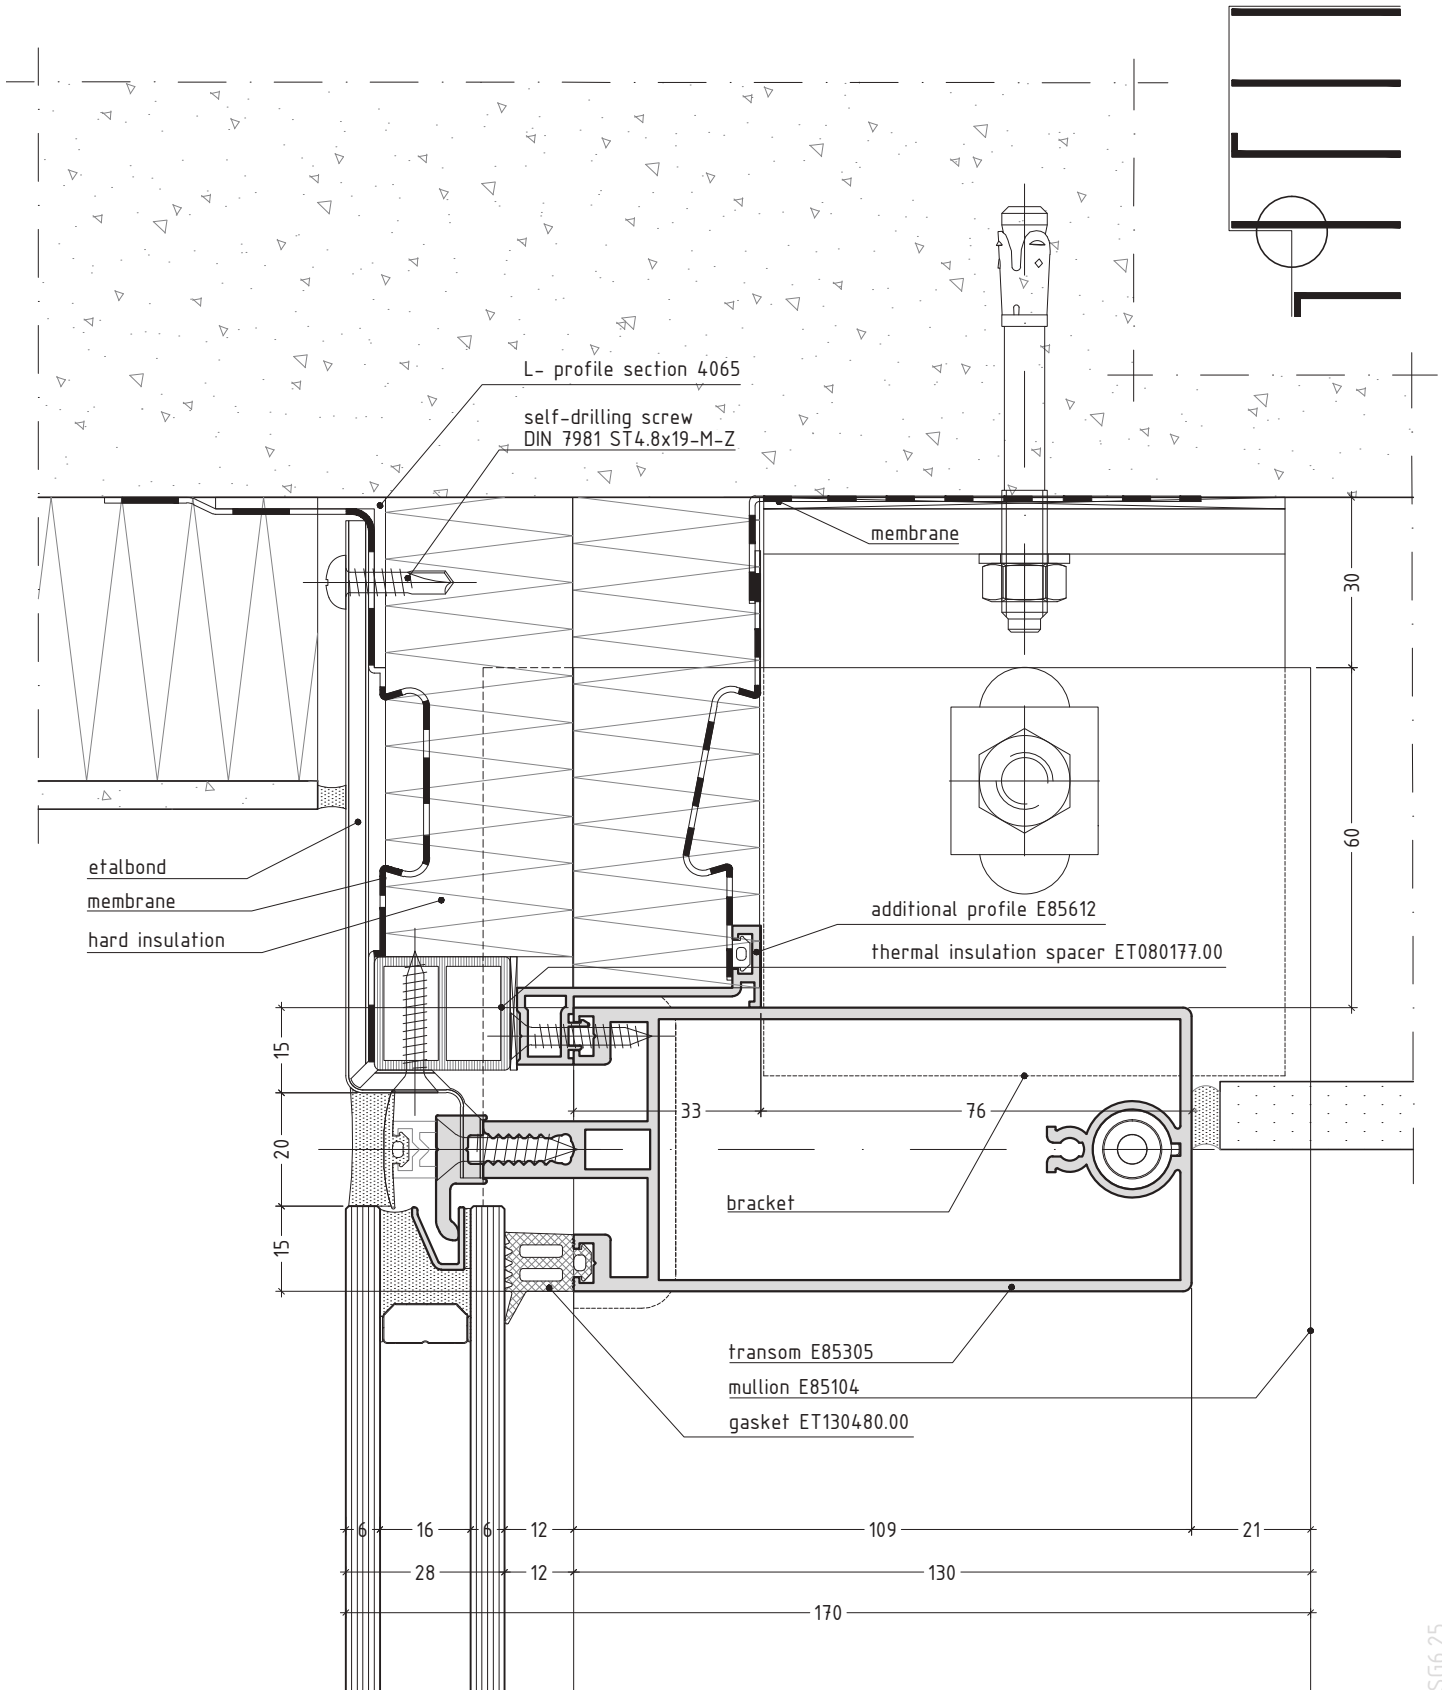 L- profile section 4065
self-drilling screw
DIN 7981 ST4.8x19-M-Z
membrane
30
60
etalbond
membrane
hard insulation
additional profile E85612
thermal insulation spacer ET080177.00
15
33
76
20
bracket
15
transom E85305
mullion E85104
gasket ET130480.00
6 16 6 12 109 21
28 12 130
170
SG6.25